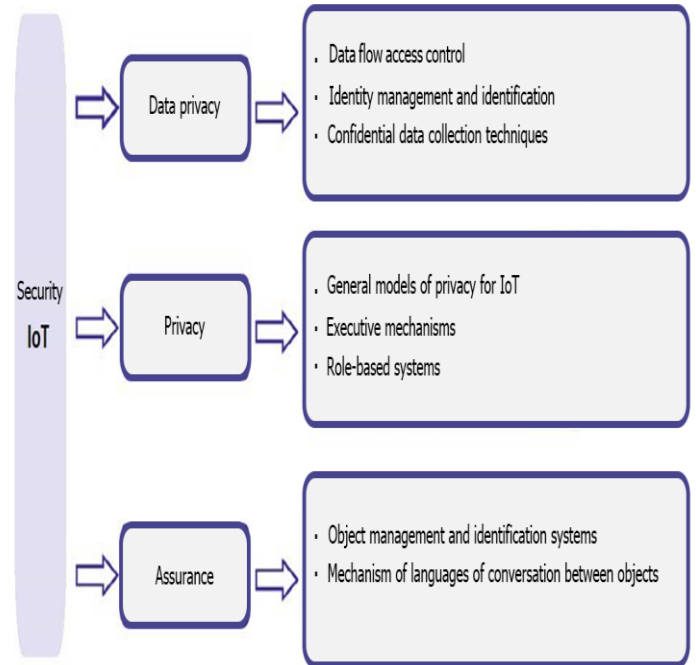 Security
IoT
Data privacy
. Data flow access control
· Identity management and identification
· Confidential data collection techniques
Privacy
. General models of privacy for IoT
· Executive mechanisms
· Role-based systems
Assurance
· Object management and identification systems
· Mechanism of languages of conversation between objects